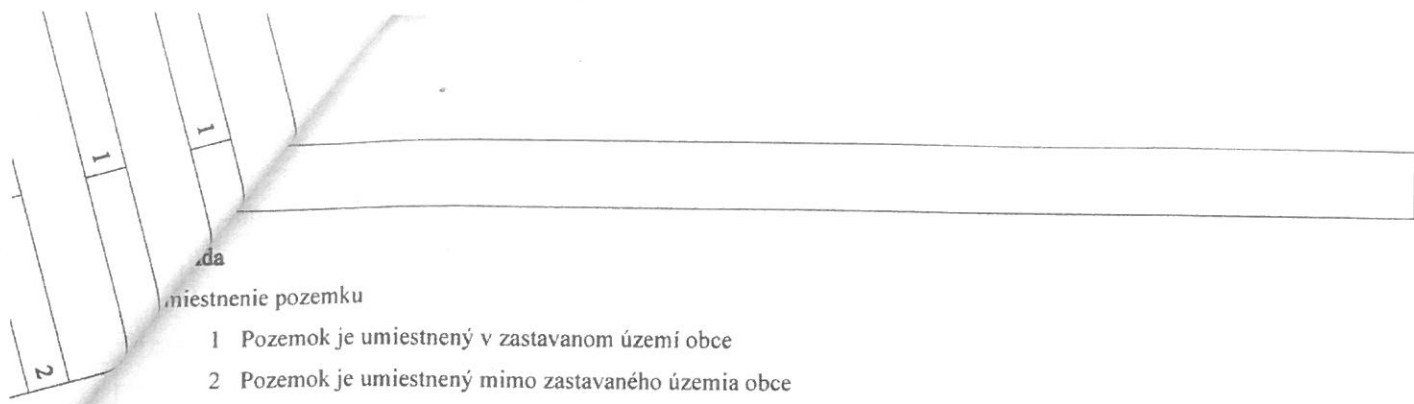 1
1
2
miestnenie pozemku
1 Pozemok je umiestnený v zastavanom území obce
2 Pozemok je umiestnený mimo zastavaného územia obce